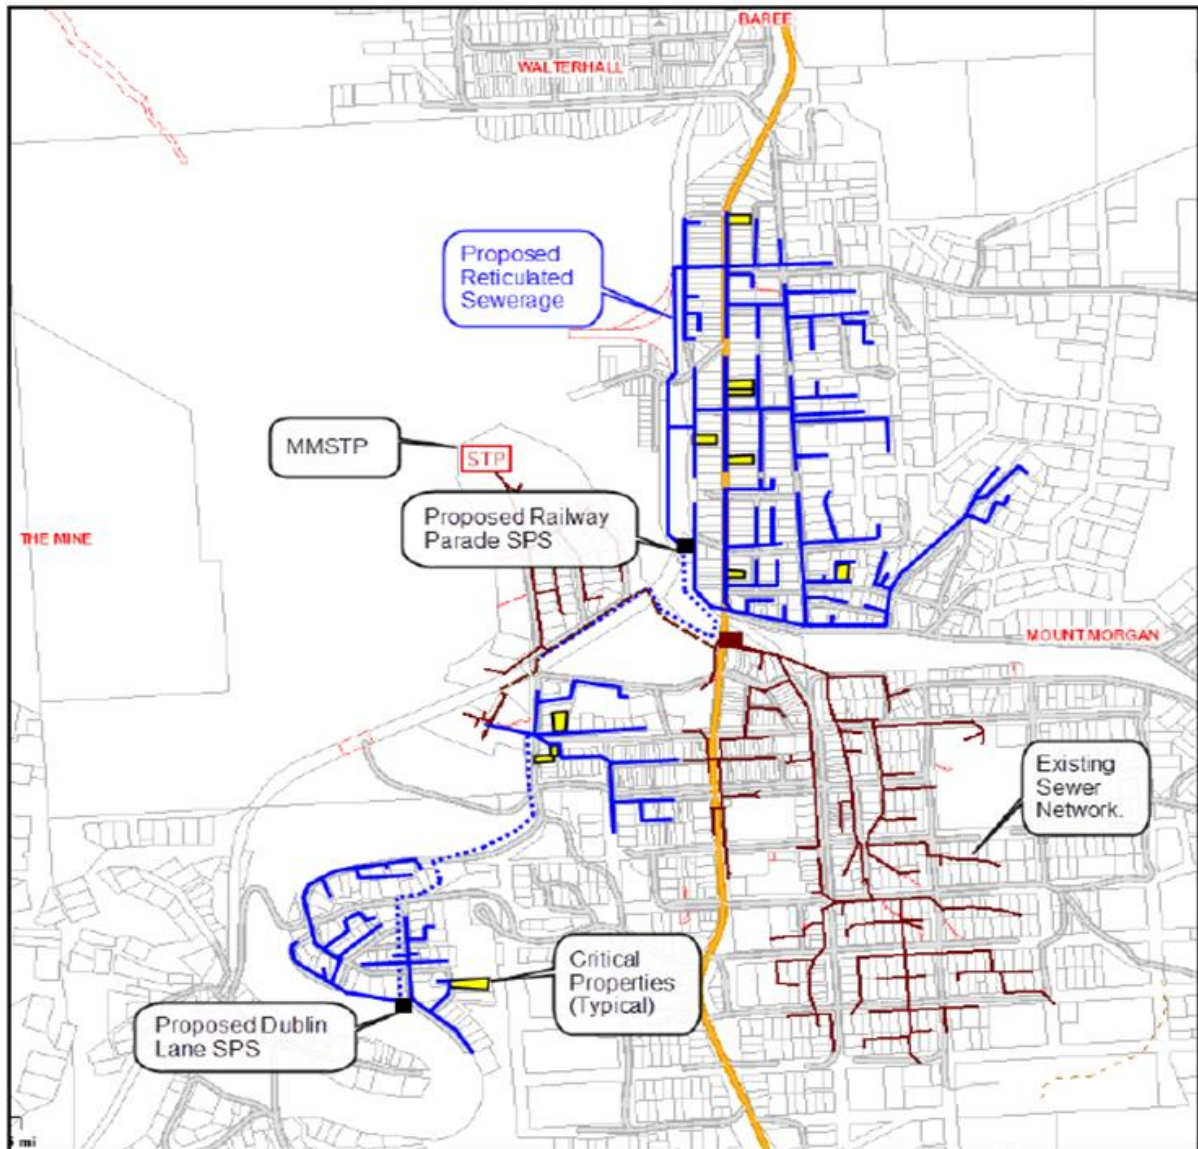 BAREE
WALTERHALL
Proposed
Reticulated
Sewerage
MMSTP
STP
Proposed Railway
Parade SPS
THE MINE
MOUNT MORGAN
Existing
Sewer
Network.
Critical
Properties
(Typical)
Proposed Dublin
Lane SPS
mi